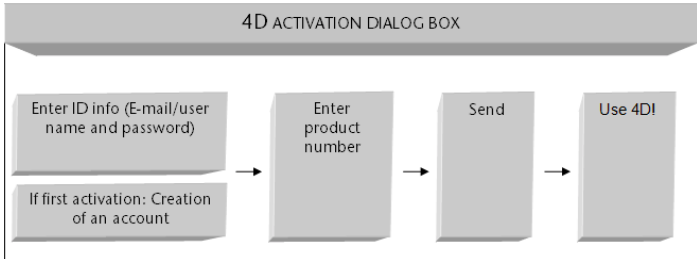 4D ACTIVATION DIALOG BOX
Enter ID info (E-mail/user
name and password)
If first activation: Creation
of an account
Enter
product
number
Send
Use 4D!